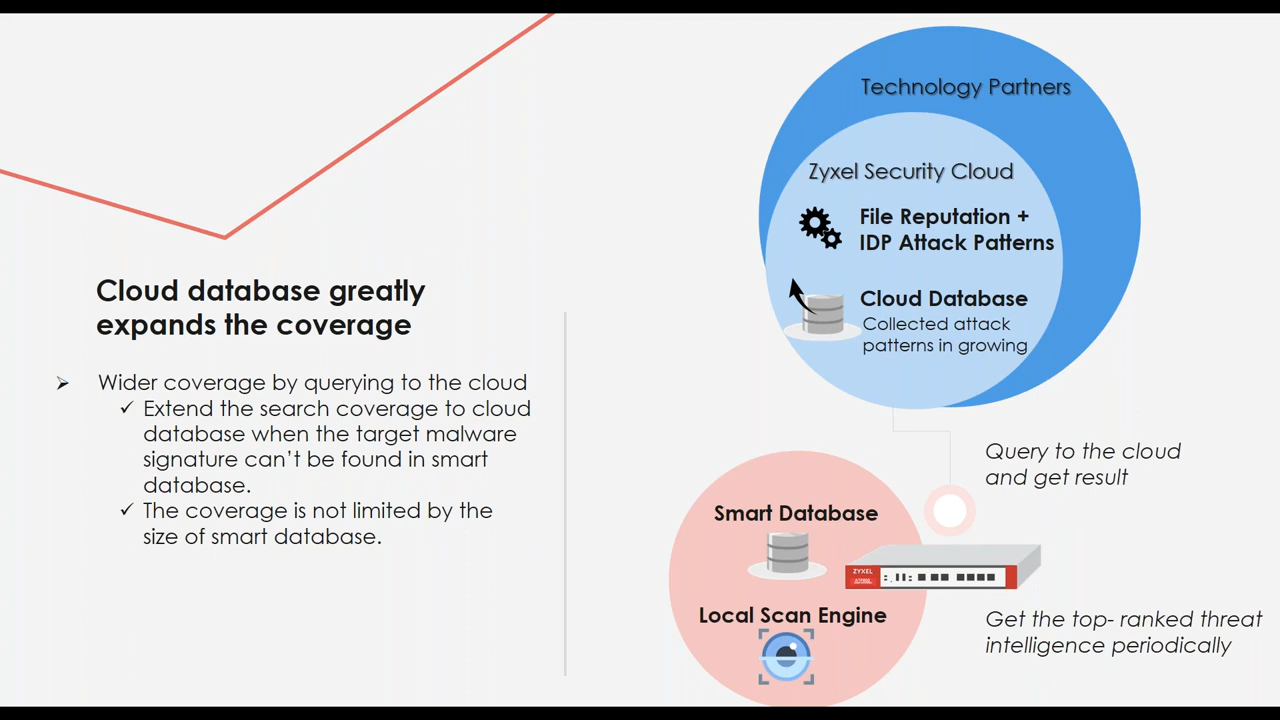 Cloud database greatly
expands the coverage
Wider coverage by querying to the cloud
Extend the search coverage to cloud
database when the target malware
signature can’t be found in smart
database.
The coverage is not limited by the
size of smart database.
Technology Partners
Zyxel Security Cloud
File Reputation +
IDP Attack Patterns
Cloud Database
Collected attack
patterns in growing
Query to the cloud
and get result
Smart Database
ZYXEL
Local Scan Engine
Get the top- ranked threat
intelligence periodically